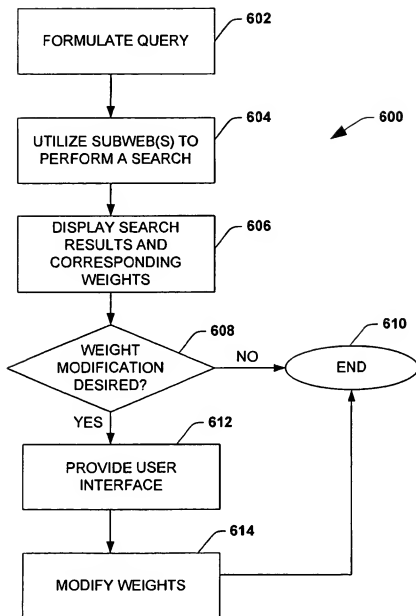 602
FORMULATE QUERY
604
UTILIZE SUBWEB(S) TO
PERFORM A SEARCH
600
606
DISPLAY SEARCH
RESULTS AND
CORRESPONDING
WEIGHTS
608
WEIGHT
MODIFICATION
DESIRED?
NO
610
END
YES
612
PROVIDE USER
INTERFACE
614
MODIFY WEIGHTS